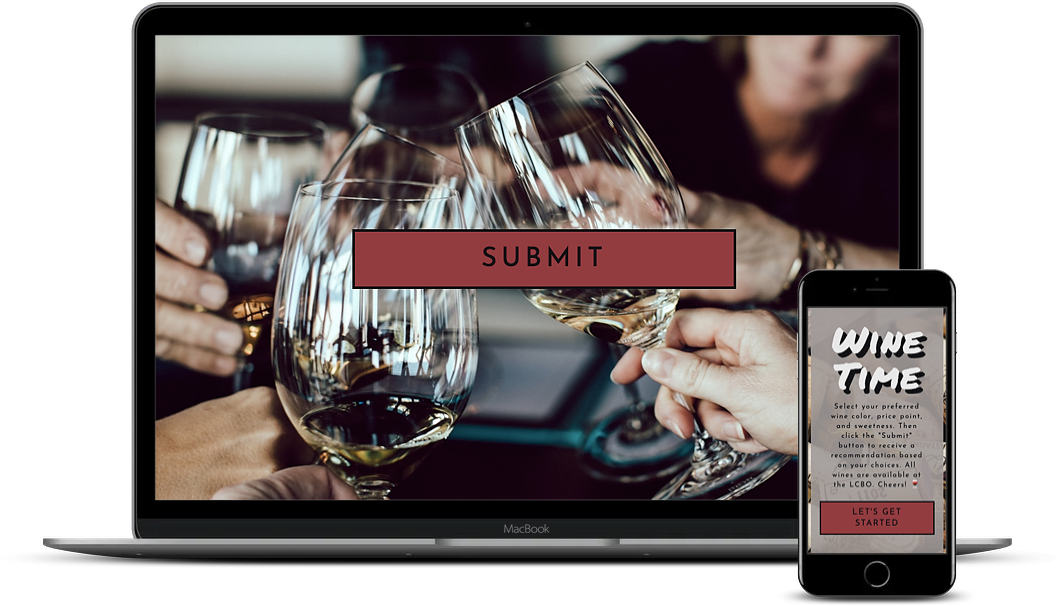 SUBMIT
MacBook
WINE
TIME
Select your preferred
wine color, price point,
and sweetness. Then
click the "Submit"
button to receive a
recommendation based
on your choices. All
wines are available at
the LCBO. Cheers! 🍷
LET'S GET
STARTED